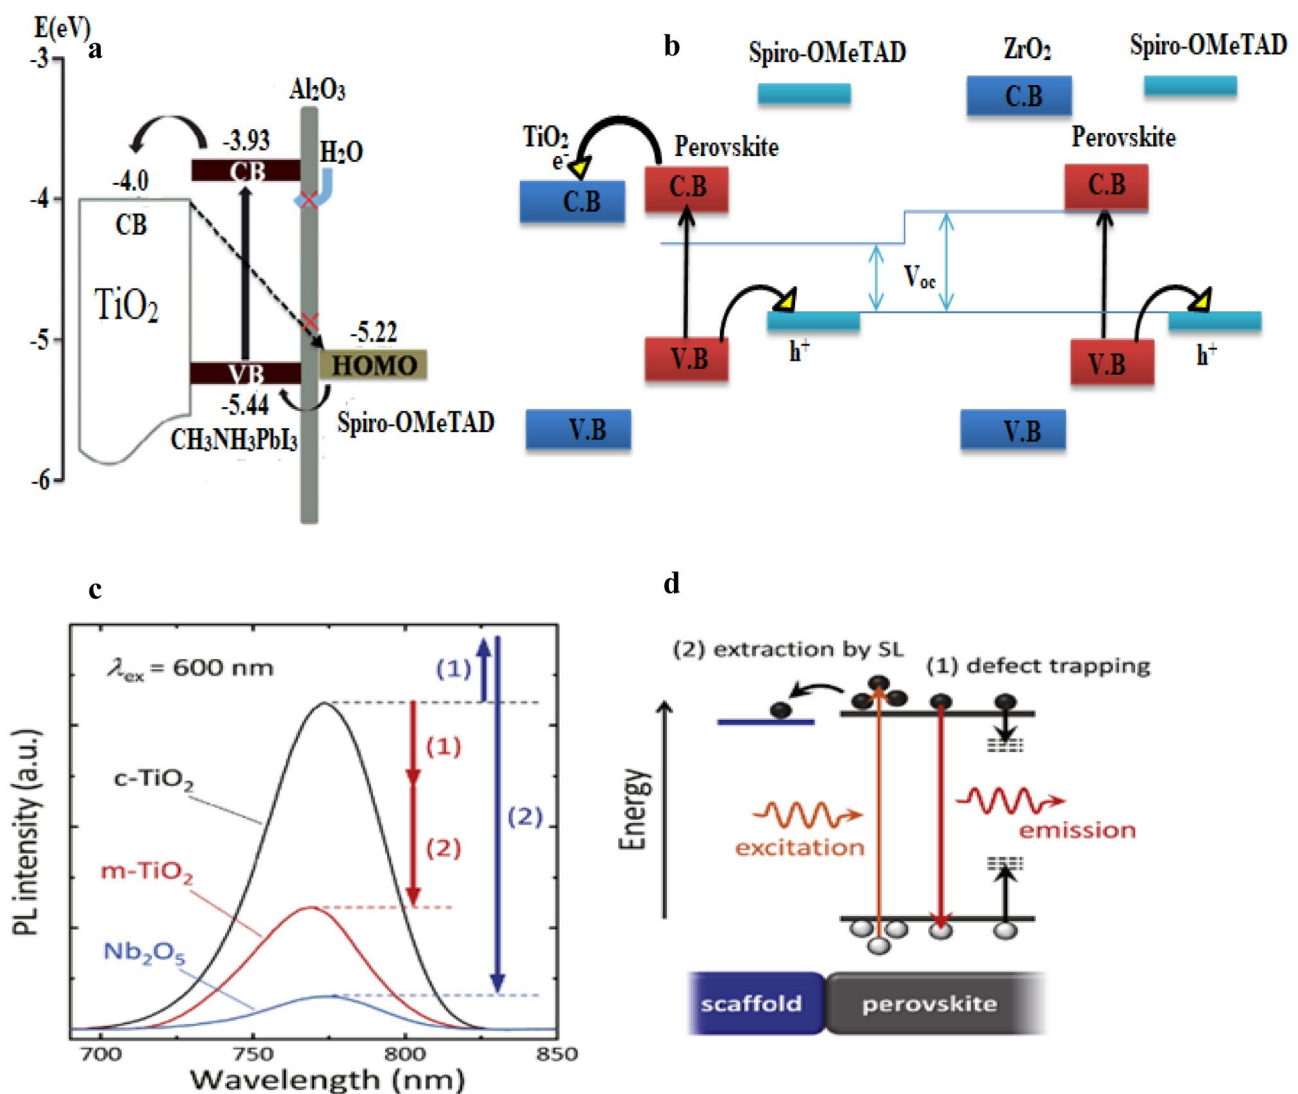 E(eV)
a
-3
Al₂O₃
-3.93
H₂O
CB
-4.0
-4
CB
TiO₂
-5.22
-5
HOMO
VB
-5.44
Spiro-OMeTAD
CH₃NH₃PbI₃
-6
b
Spiro-OMeTAD
ZrO₂
Spiro-OMeTAD
C.B
TiO₂
e⁻
Perovskite
Perovskite
C.B
C.B
C.B
Voc
V.B
h⁺
V.B
h⁺
V.B
V.B
c
λex = 600 nm
(1)
(1)
c-TiO₂
(2)
(2)
m-TiO₂
Nb₂O₅
PL intensity (a.u.)
700
750
800
850
Wavelength (nm)
d
(2) extraction by SL
(1) defect trapping
Energy
excitation
emission
scaffold
perovskite